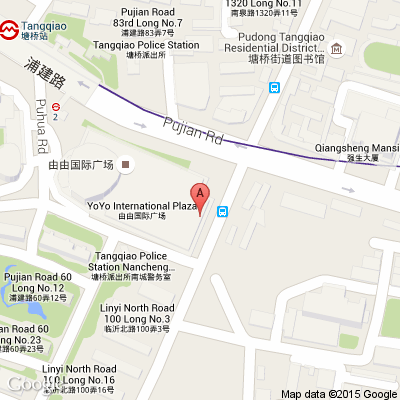 Tangqiao
塘桥站
Pujian Road
83rd Long No.7
浦建路83弄7号
1320 Long No.11
南泉路1320弄11号
Tangqiao Police Station
塘桥派出所
Pudong Tangqiao
Residential District...
塘桥街道图书馆
浦建路
Puhua Rd
2
Pujian Rd
Qiangsheng Mansi
强生大厦
由由国际广场
A
YoYo International Plaza
由由国际广场
Tangqiao Police
Station Nancheng...
塘桥派出所南城警务室
Pujian Road 60
Long No.12
浦建路60弄12号
Linyi North Road
100 Long No.3
临沂北路100弄3号
Pujian Road 60
Long No.23
浦建路60弄23号
Linyi North Road
100 Long No.16
临沂北路100弄16号
Google
Map data ©2015 Google